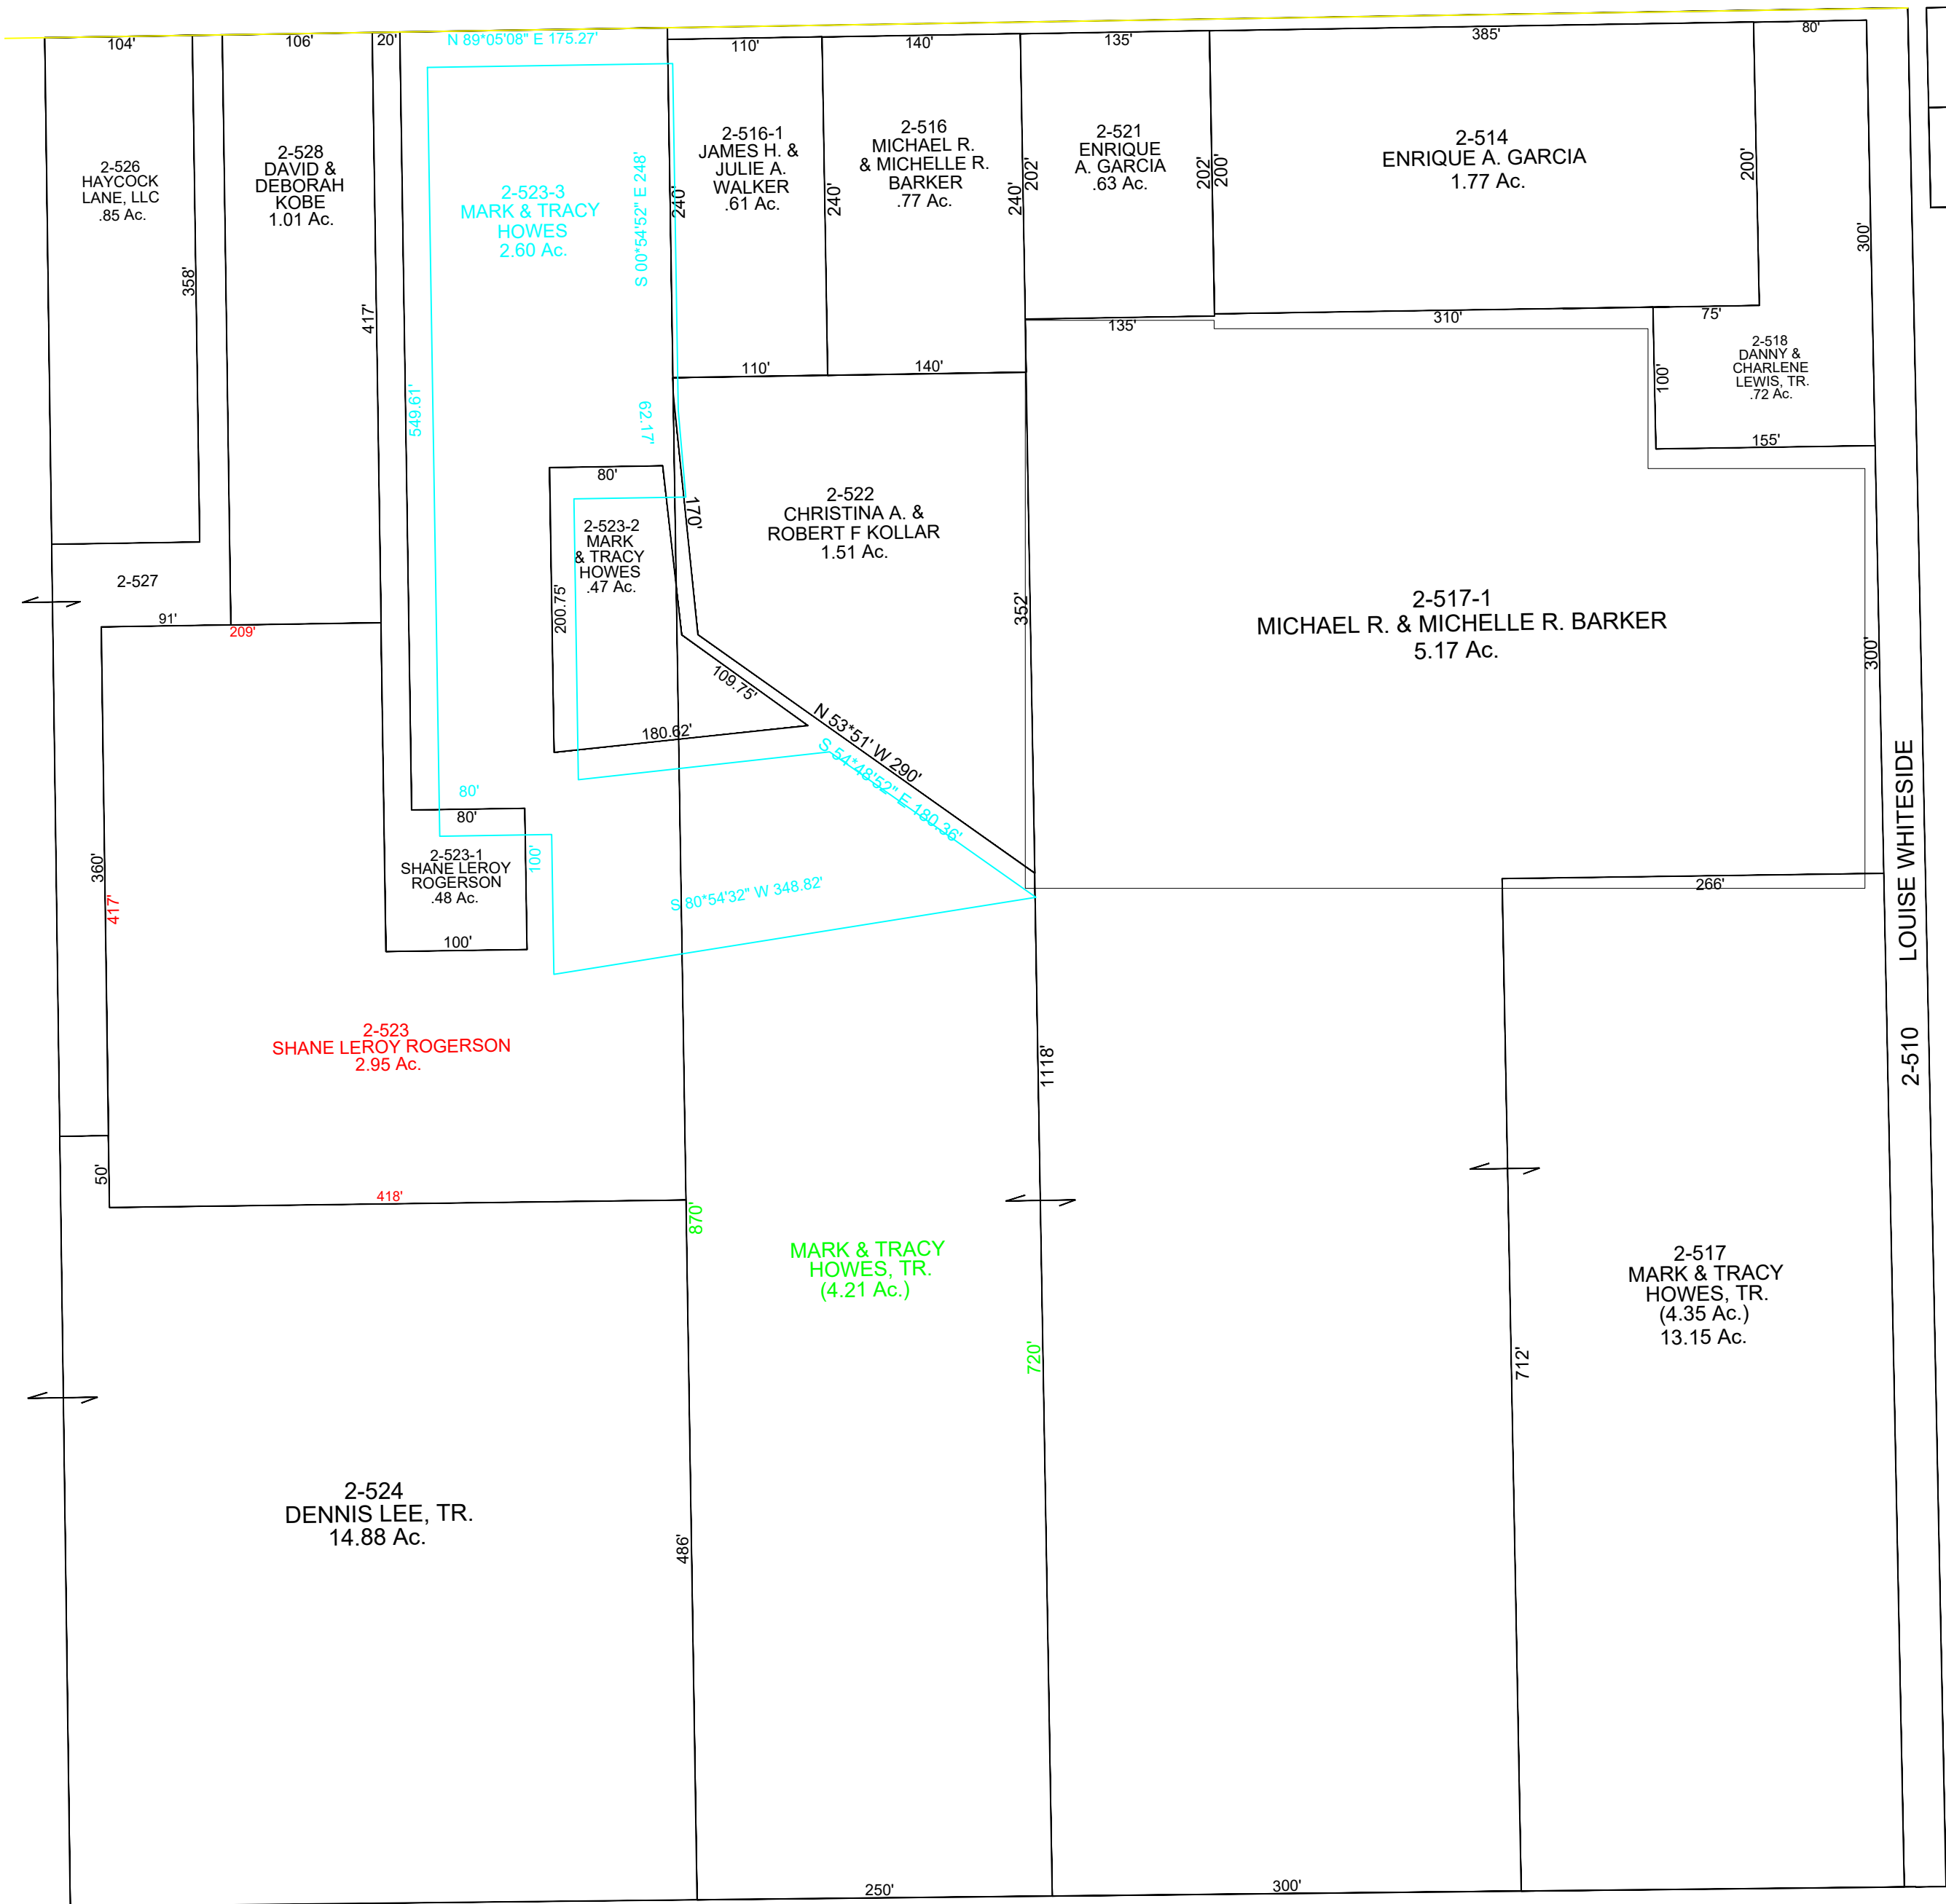 104'
106'
20'
N 89°05'08" E 175.27'
110'
140'
135'
385'
80'
2-526
HAYCOCK
LANE, LLC
.85 Ac.
358'
2-528
DAVID &
DEBORAH
KOBE
1.01 Ac.
417'
2-523-3
MARK & TRACY
HOWES
2.60 Ac.
S 00*54'52" E 248'
240'
2-516-1
JAMES H. &
JULIE A.
WALKER
.61 Ac.
240'
2-516
MICHAEL R.
& MICHELLE R.
BARKER
.77 Ac.
240'
202'
2-521
ENRIQUE
A. GARCIA
.63 Ac.
202'
200'
2-514
ENRIQUE A. GARCIA
1.77 Ac.
200'
300'
135'
310'
75'
2-518
DANNY &
CHARLENE
LEWIS, TR.
.72 Ac.
100'
155'
110'
140'
549.61'
62.17'
170'
80'
2-523-2
MARK
& TRACY
HOWES
.47 Ac.
200.75'
109.75'
180.62'
2-522
CHRISTINA A. &
ROBERT F KOLLAR
1.51 Ac.
352'
N 53*51' W 290'
S 54*48'52" E 180.36'
2-517-1
MICHAEL R. & MICHELLE R. BARKER
5.17 Ac.
300'
2-527
91'
209'
80'
80'
2-523-1
SHANE LEROY
ROGERSON
.48 Ac.
100'
100'
S 80*54'32" W 348.82'
266'
360'
417'
2-510 LOUISE WHITESIDE
2-523
SHANE LEROY ROGERSON
2.95 Ac.
1118'
50'
418'
870'
MARK & TRACY
HOWES, TR.
(4.21 Ac.)
720'
2-517
MARK & TRACY
HOWES, TR.
(4.35 Ac.)
13.15 Ac.
712'
2-524
DENNIS LEE, TR.
14.88 Ac.
486'
250'
300'